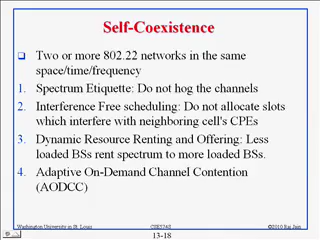 Self-Coexistence
Two or more 802.22 networks in the same
space/time/frequency
1. Spectrum Etiquette: Do not hog the channels
2. Interference Free scheduling: Do not allocate slots
which interfere with neighboring cell's CPEs
3. Dynamic Resource Renting and Offering: Less
loaded BSs rent spectrum to more loaded BSs.
4. Adaptive On-Demand Channel Contention
(AODCC)
Washington University in St. Louis CSE574S ©2010 Raj Jain
13-18